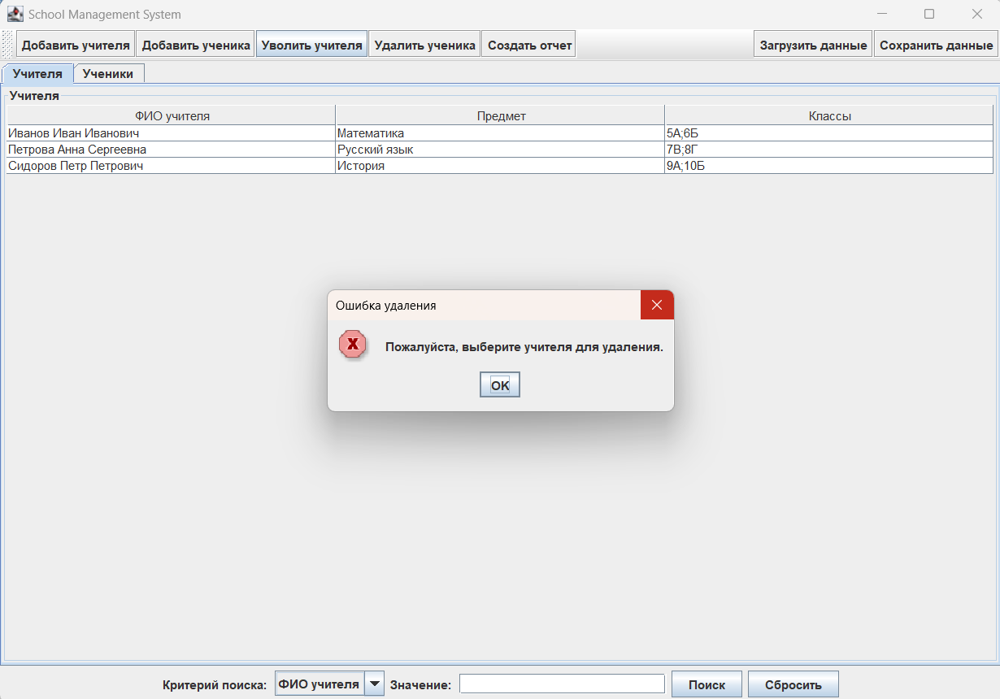 School Management System
Добавить учителя Добавить ученика Уволить учителя Удалить ученика Создать отчет Загрузить данные Сохранить данные
Учителя Ученики
Учителя
ФИО учителя Предмет Классы
Иванов Иван Иванович Математика 5А;6Б
Петрова Анна Сергеевна Русский язык 7В;8Г
Сидоров Петр Петрович История 9А;10Б
Ошибка удаления
Пожалуйста, выберите учителя для удаления.
OK
Критерий поиска: ФИО учителя Значение: Поиск Сбросить